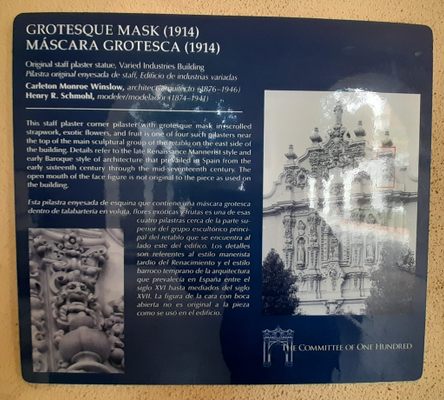 GROTESQUE MASK (1914)
MÁSCARA GROTESCA (1914)
Original staff plaster statue, Varied Industries Building
Pilastra original enyesada de staff, Edificio de industrias variadas
Carleton Monroe Winslow, architect/arquitecto (1876–1946)
Henry R. Schmohl, modeler/modelador (1874–1941)
This staff plaster corner pilaster with grotesque mask in scrolled
strapwork, exotic flowers, and fruit is one of four such pilasters near
the top of the main sculptural group of the retablo on the east side of
the building. Details refer to the late Renaissance Mannerist style and
early Baroque style of architecture that prevailed in Spain from the
early sixteenth century through the mid-seventeenth century. The
open mouth of the face figure is not original to the piece as used on
the building.
Esta pilastra enyesada de esquina que contiene una máscara grotesca
dentro de talabartería en voluta, flores exóticas y frutas es una de esas
cuatro pilastras cerca de la parte su-
perior del grupo escultórico princi-
pal del retablo que se encuentra al
lado este del edificio. Los detalles
son referentes al estilo manerista
tardío del Renacimiento y el estilo
barroco temprano de la arquitectura
que prevalecía en España entre el
siglo XVI hasta mediados del siglo
XVII. La figura de la cara con boca
abierta no es original a la pieza
como se usó en el edificio.
THE COMMITTEE OF ONE HUNDRED